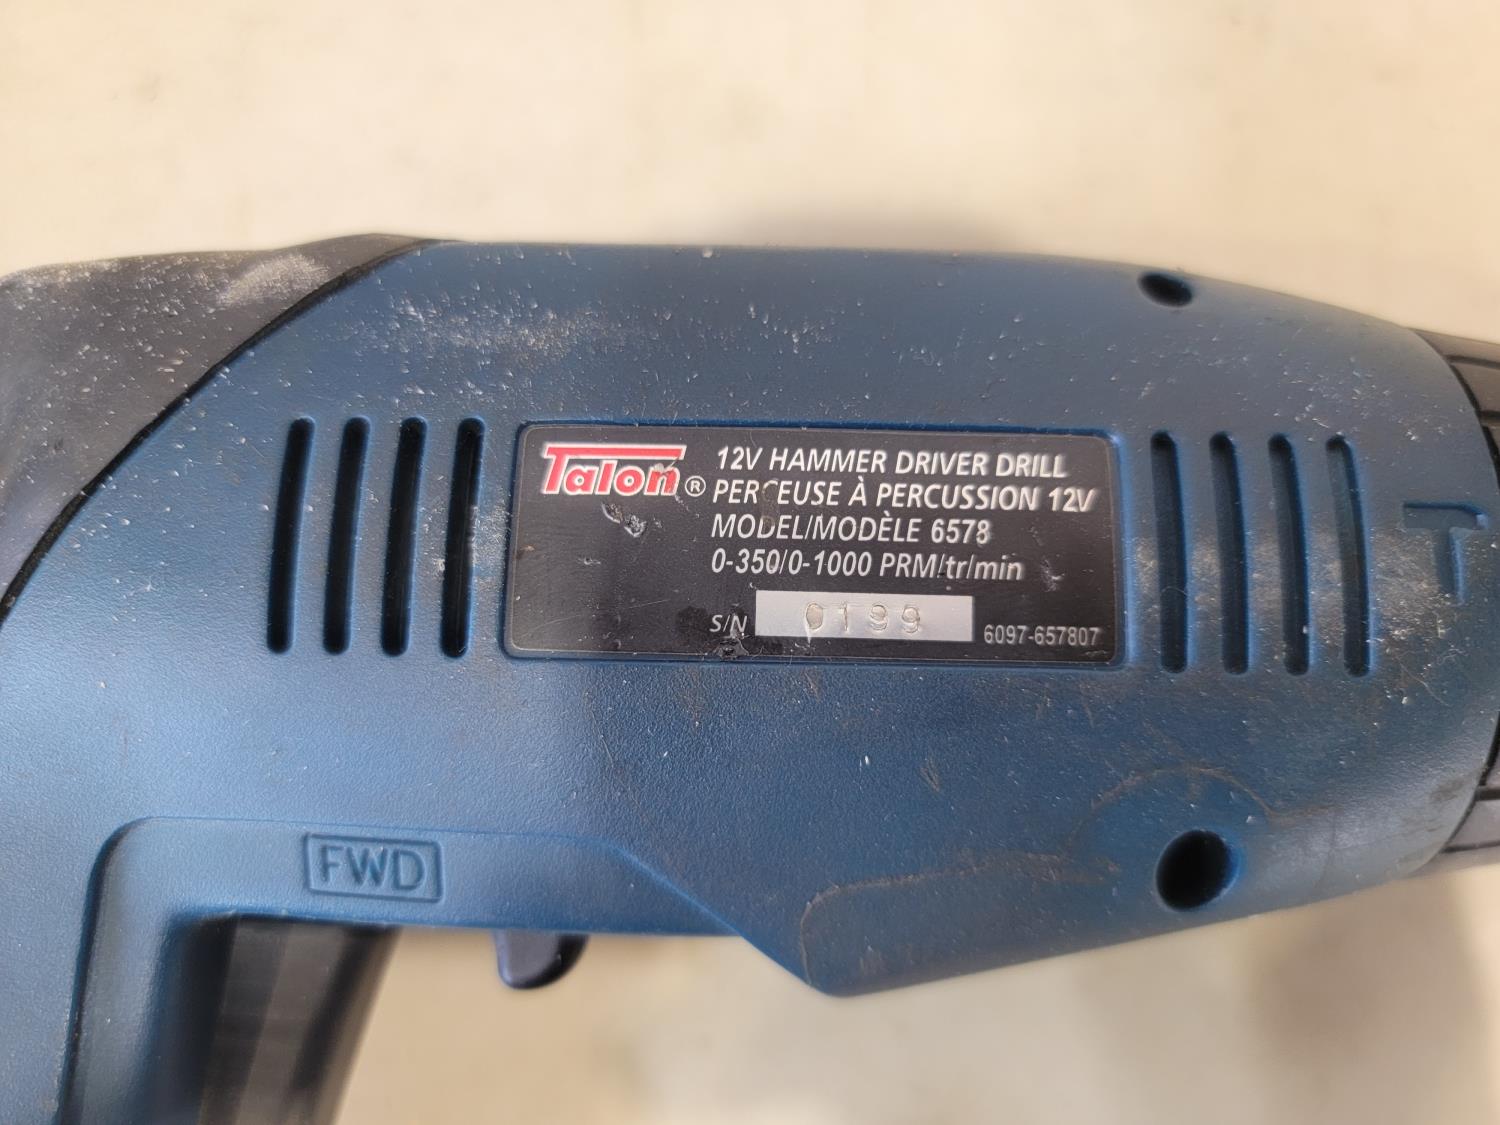 Talon® 12V HAMMER DRIVER DRILL
PERCEUSE À PERCUSSION 12V
MODEL/MODÈLE 6578
0-350/0-1000 PRM/tr/min
S/N 0199 6097-657807
T
FWD